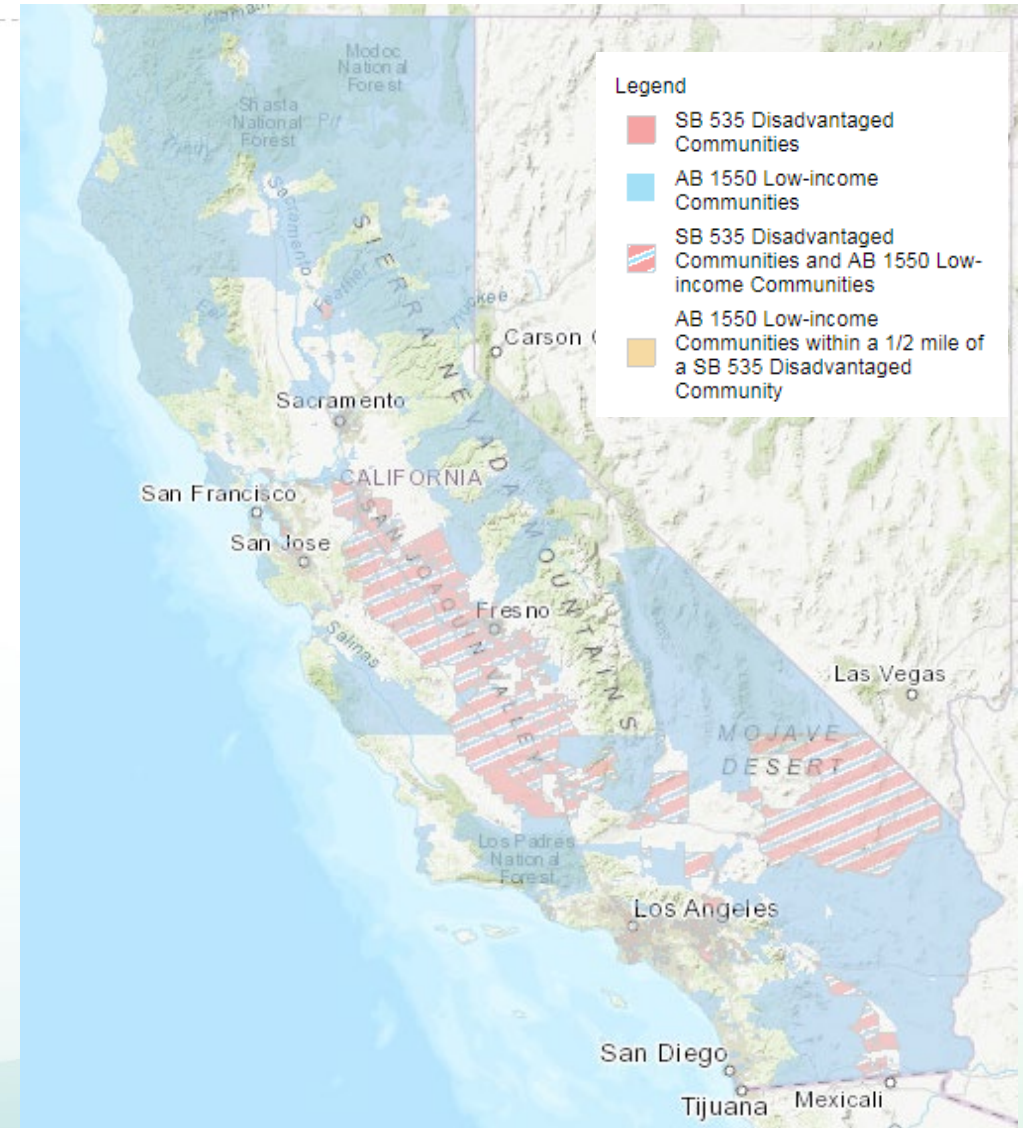 Klamath
Modoc
National
Forest
Shasta
National
Forest
Pit
Sacramento
Feather
Eel
Truckee
SIERRA NEVADA MOUNTAINS
Carson C
Sacramento
CALIFORNIA
San Francisco
San Jose
SAN JOAQUIN VALLEY
Fresno
Salinas
Las Vegas
MOJAVE
DESERT
Los Padres
National
Forest
Los Angeles
San Diego
Tijuana
Mexicali
Legend
SB 535 Disadvantaged
Communities
AB 1550 Low-income
Communities
SB 535 Disadvantaged
Communities and AB 1550 Low-
income Communities
AB 1550 Low-income
Communities within a 1/2 mile of
a SB 535 Disadvantaged
Community